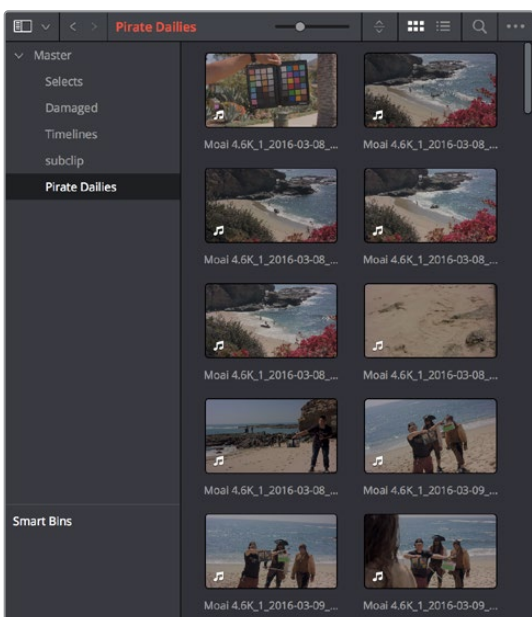 Pirate Dailies
Master
Selects
Damaged
Timelines
subclip
Pirate Dailies
Smart Bins
Moai 4.6K_1_2016-03-08_...
Moai 4.6K_1_2016-03-08_...
Moai 4.6K_1_2016-03-08_...
Moai 4.6K_1_2016-03-08_...
Moai 4.6K_1_2016-03-08_...
Moai 4.6K_1_2016-03-08_...
Moai 4.6K_1_2016-03-08_...
Moai 4.6K_1_2016-03-09_...
Moai 4.6K_1_2016-03-09_...
Moai 4.6K_1_2016-03-09_...